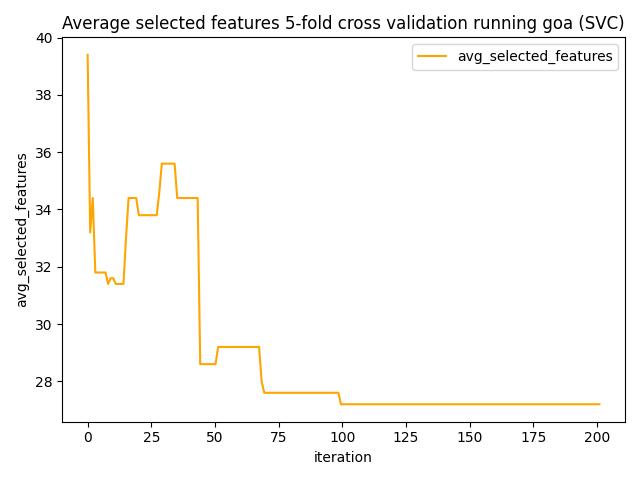 Average selected features 5-fold cross validation running goa (SVC)
avg_selected_features
40
38
36
34
32
30
28
avg_selected_features
0 25 50 75 100 125 150 175 200
iteration